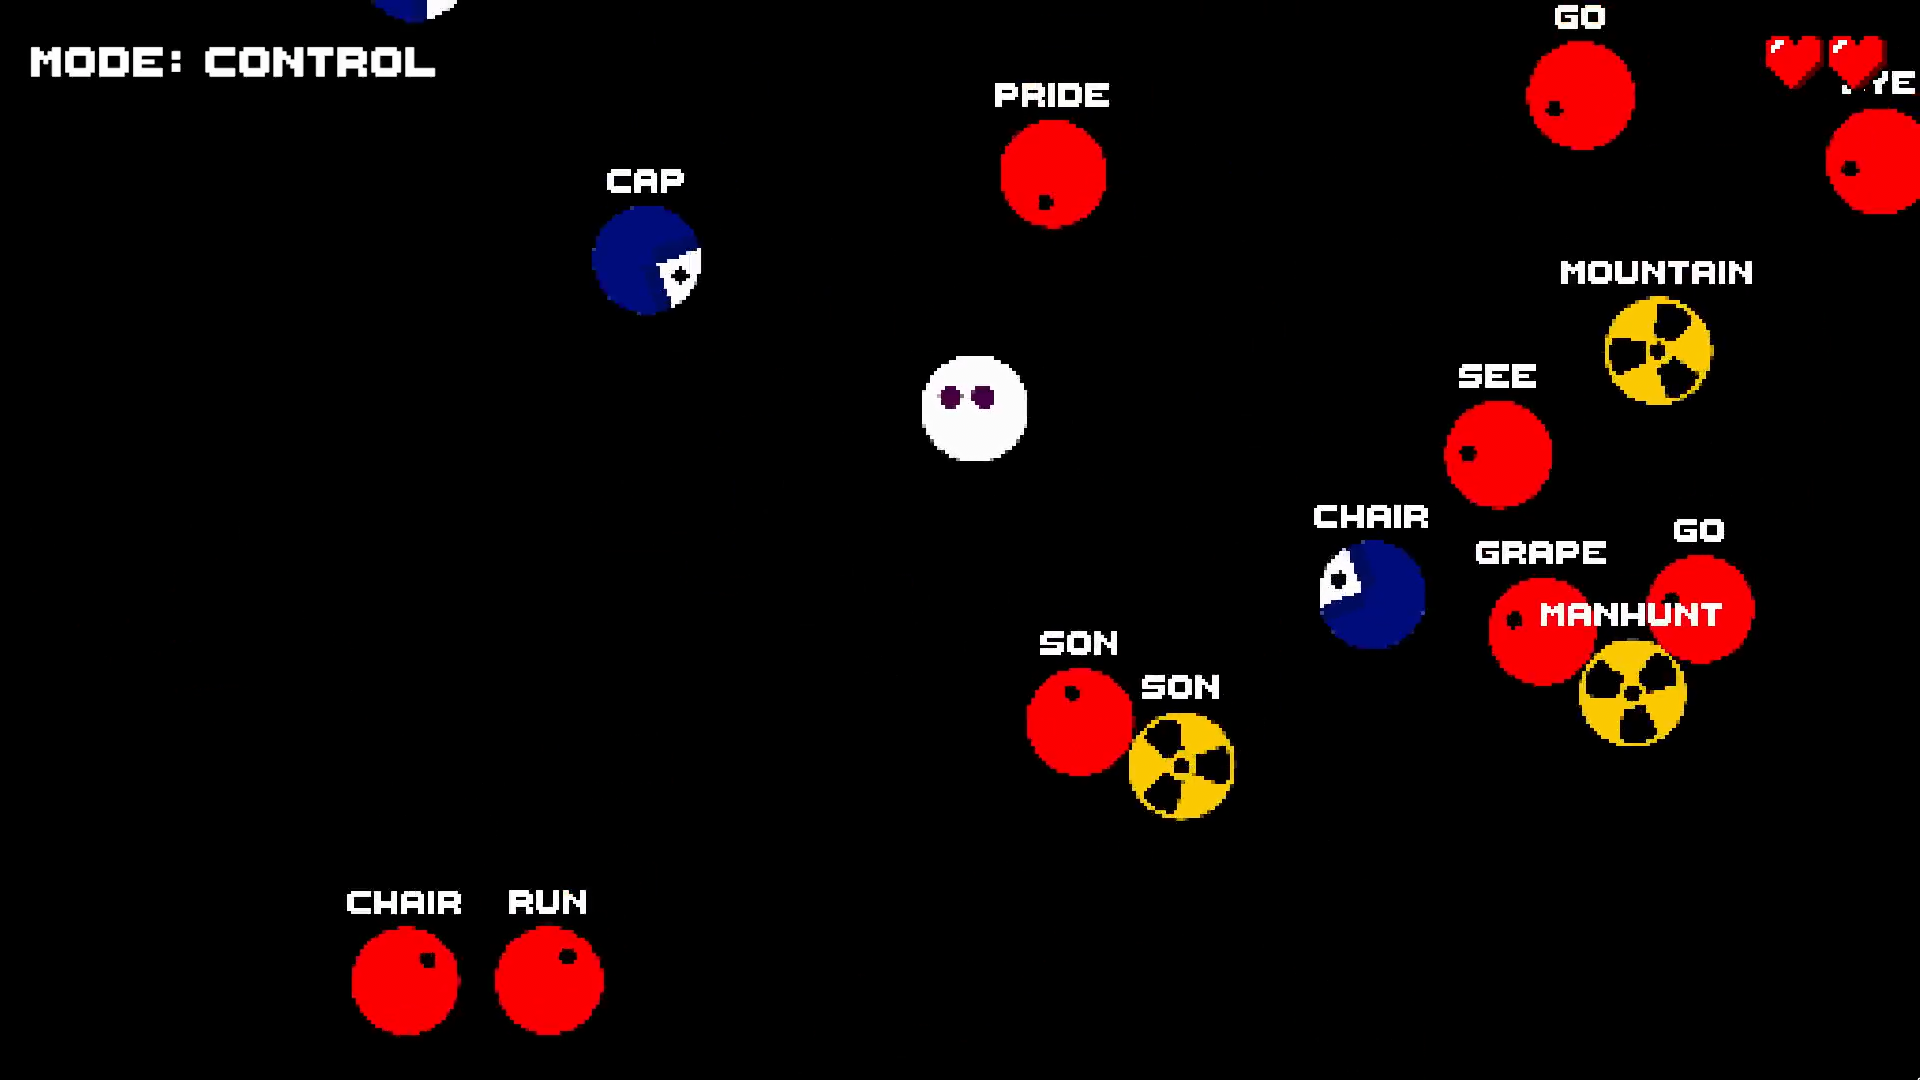 GO
MODE: CONTROL
PRIDE
CAP
MOUNTAIN
SEE
CHAIR
GO
GRAPE
MANHUNT
SON
SON
CHAIR
RUN